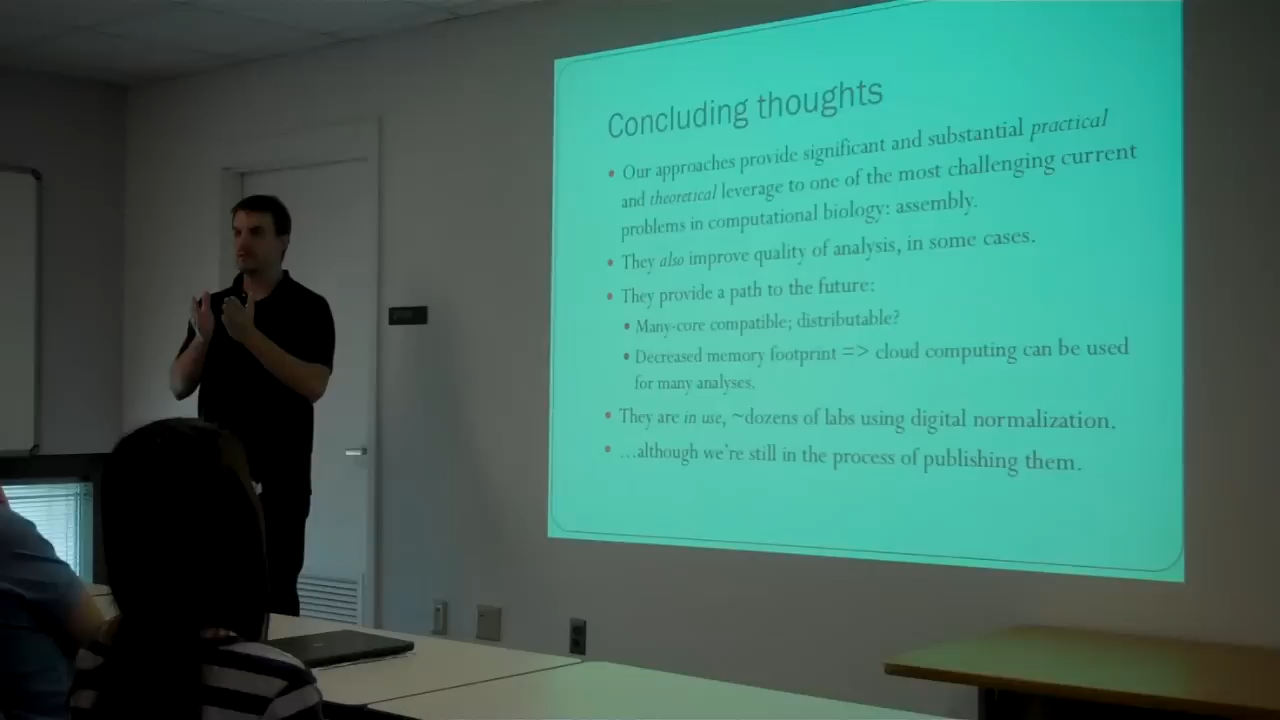 Concluding thoughts
• Our approaches provide significant and substantial practical
and theoretical leverage to one of the most challenging current
problems in computational biology: assembly.
• They also improve quality of analysis, in some cases.
• They provide a path to the future:
• Many-core compatible; distributable?
• Decreased memory footprint => cloud computing can be used
for many analyses.
• They are in use, ~dozens of labs using digital normalization.
• …although we're still in the process of publishing them.